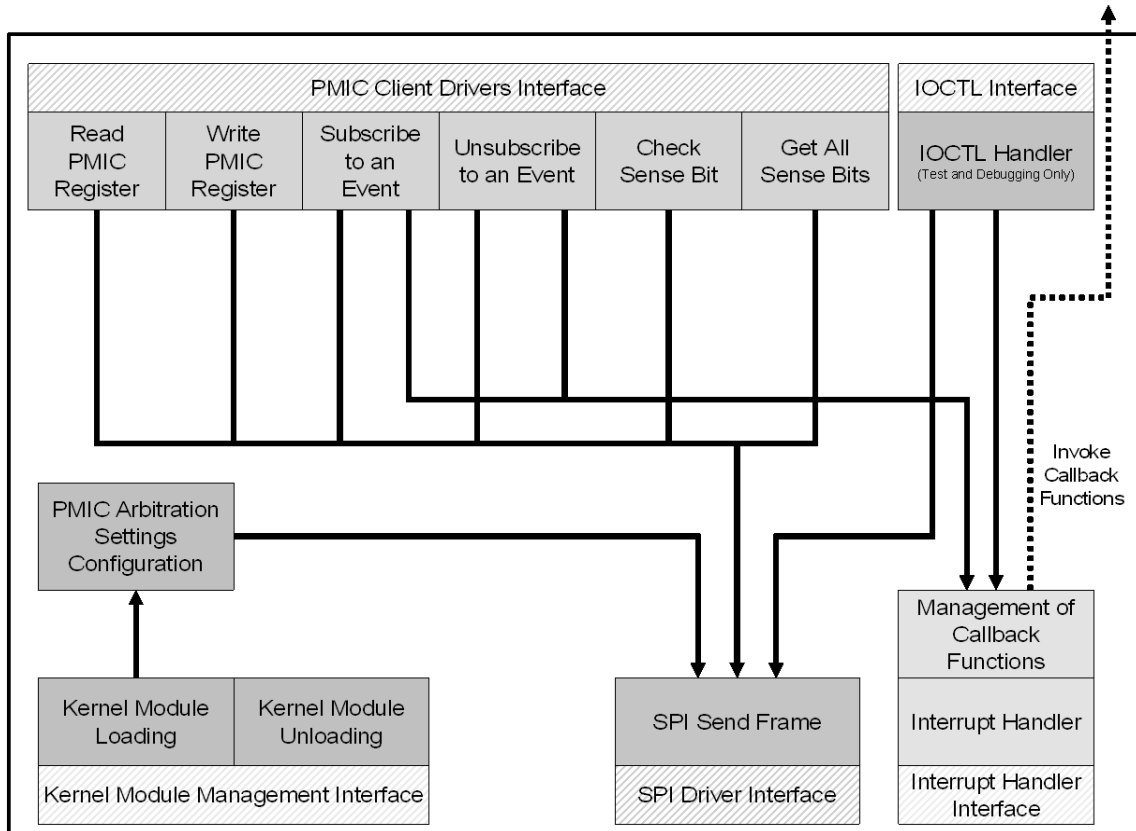 PMIC Client Drivers Interface
IOCTL Interface
Read
PMIC
Register
Write
PMIC
Register
Subscribe
to an
Event
Unsubscribe
to an Event
Check
Sense Bit
Get All
Sense Bits
IOCTL Handler
(Test and Debugging Only)
Invoke
Callback
Functions
PMIC Arbitration
Settings
Configuration
Management of
Callback
Functions
Kernel Module
Loading
Kernel Module
Unloading
SPI Send Frame
Interrupt Handler
Kernel Module Management Interface
SPI Driver Interface
Interrupt Handler
Interface